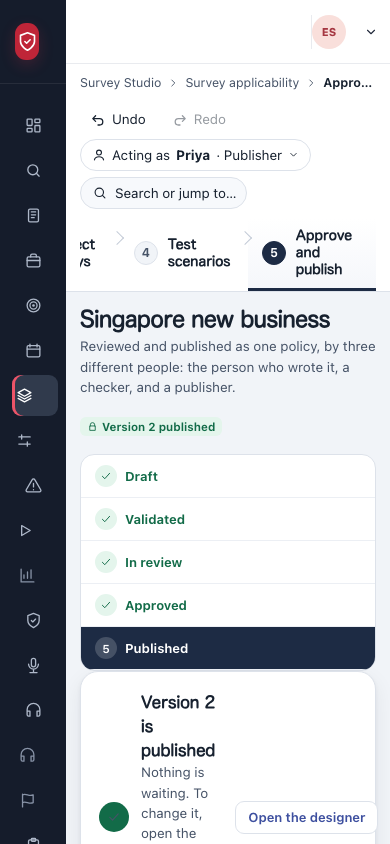 ES
Survey Studio > Survey applicability > Appro...
Undo Redo
Acting as Priya · Publisher
Search or jump to...
ect
ys
4 Test
scenarios
5 Approve
and
publish
Singapore new business
Reviewed and published as one policy, by three
different people: the person who wrote it, a
checker, and a publisher.
Version 2 published
Draft
Validated
In review
Approved
5 Published
Version 2
is
published
Nothing is
waiting. To
change it,
open the
Open the designer